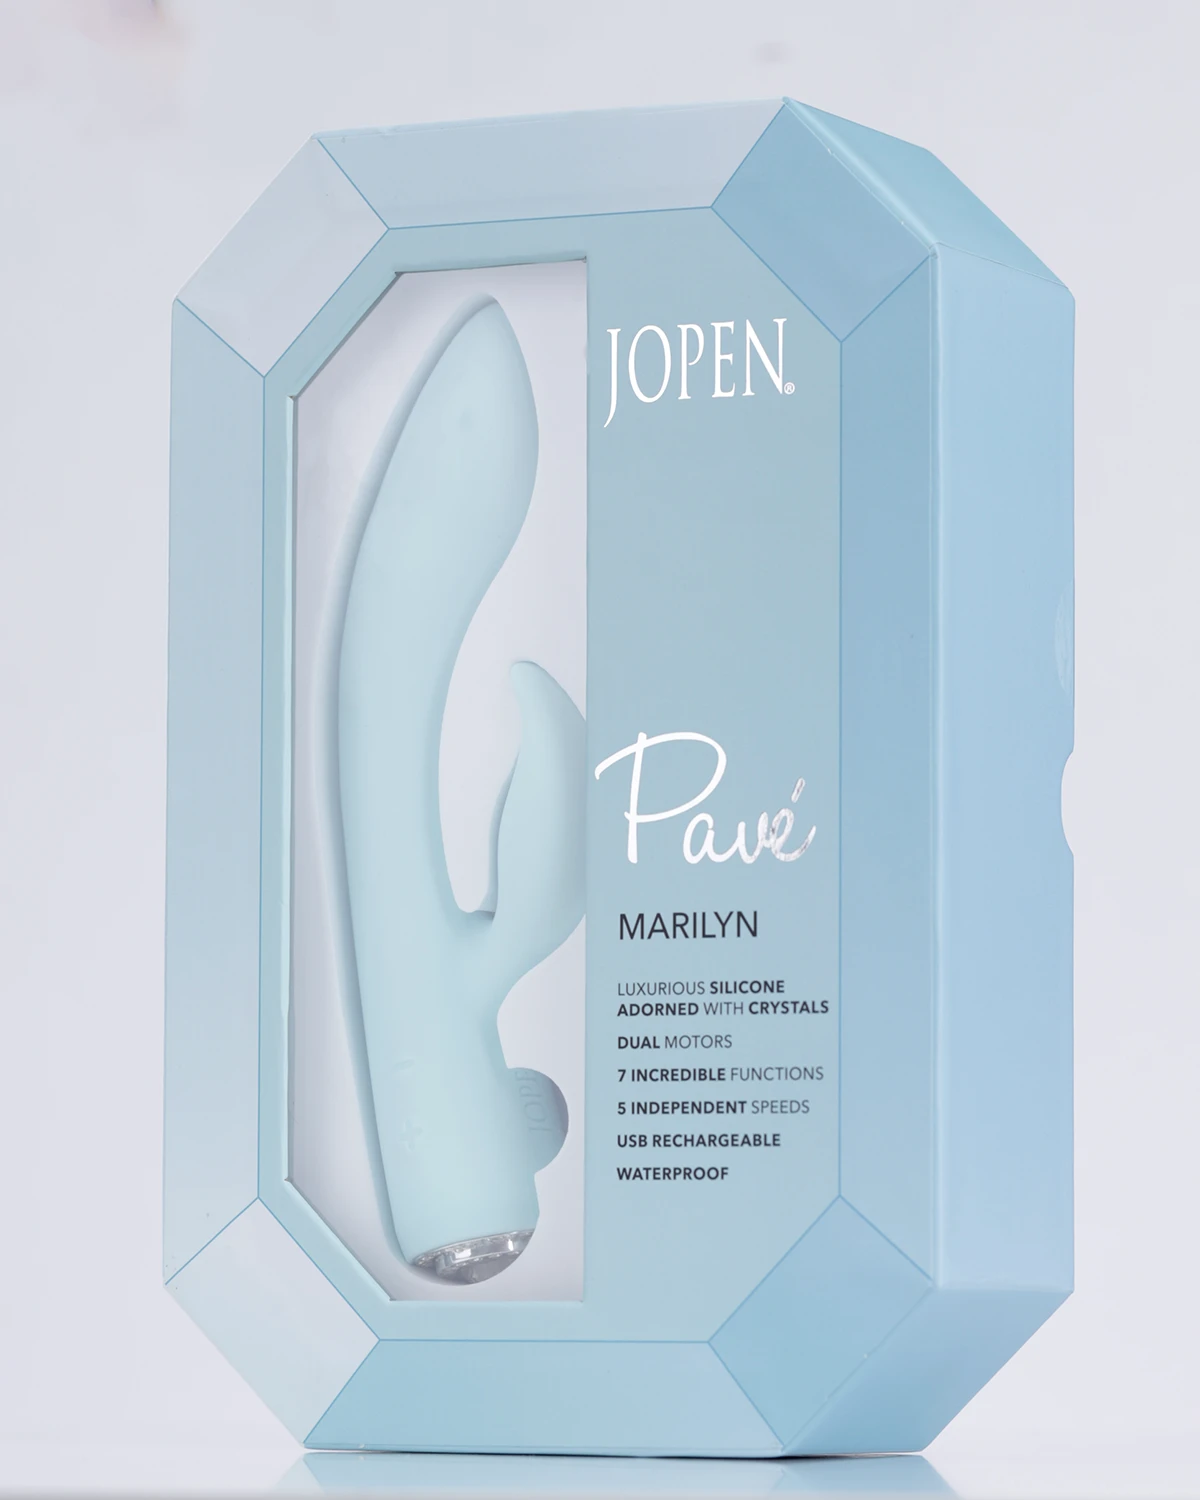 JOPEN®
Pavé
MARILYN
LUXURIOUS SILICONE
ADORNED WITH CRYSTALS
DUAL MOTORS
7 INCREDIBLE FUNCTIONS
5 INDEPENDENT SPEEDS
USB RECHARGEABLE
WATERPROOF